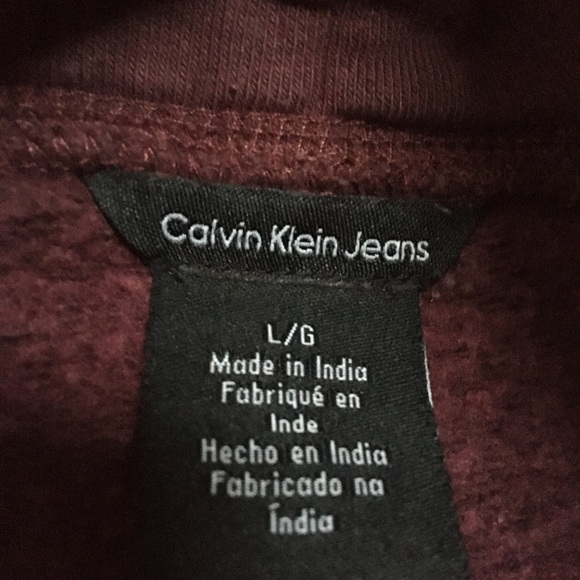 Calvin Klein Jeans
L/G
Made in India
Fabriqué en
Inde
Hecho en India
Fabricado na
Índia